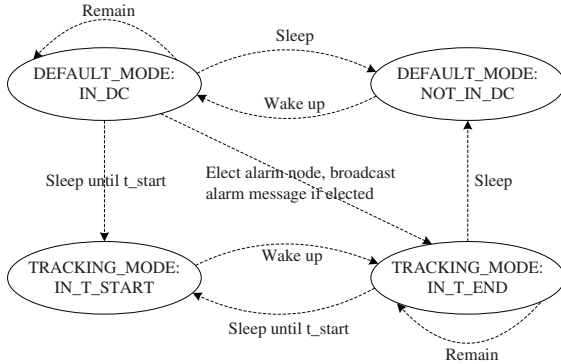 Remain
DEFAULT_MODE:
IN_DC
Sleep
Wake up
DEFAULT_MODE:
NOT_IN_DC
Sleep until t_start
Elect alarm node, broadcast
alarm message if elected
Sleep
TRACKING_MODE:
IN_T_START
Wake up
Sleep until t_start
TRACKING_MODE:
IN_T_END
Remain